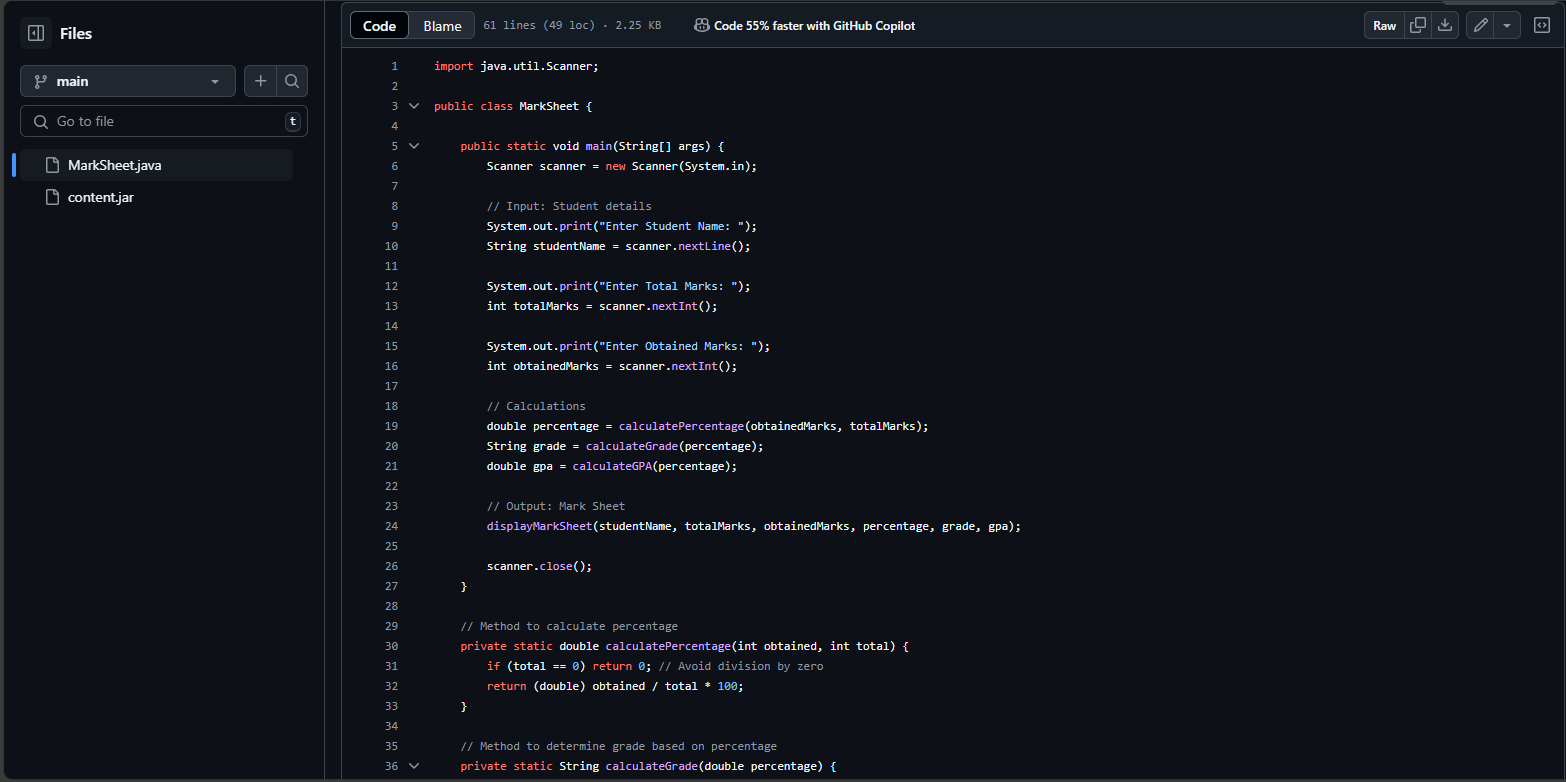 Files
main
Go to file
t
MarkSheet.java
content.jar
Code Blame 61 lines (49 loc) · 2.25 KB Code 55% faster with GitHub Copilot Raw
1 import java.util.Scanner;
2
3 public class MarkSheet {
4
5     public static void main(String[] args) {
6         Scanner scanner = new Scanner(System.in);
7
8         // Input: Student details
9         System.out.print("Enter Student Name: ");
10         String studentName = scanner.nextLine();
11
12         System.out.print("Enter Total Marks: ");
13         int totalMarks = scanner.nextInt();
14
15         System.out.print("Enter Obtained Marks: ");
16         int obtainedMarks = scanner.nextInt();
17
18         // Calculations
19         double percentage = calculatePercentage(obtainedMarks, totalMarks);
20         String grade = calculateGrade(percentage);
21         double gpa = calculateGPA(percentage);
22
23         // Output: Mark Sheet
24         displayMarkSheet(studentName, totalMarks, obtainedMarks, percentage, grade, gpa);
25
26         scanner.close();
27     }
28
29     // Method to calculate percentage
30     private static double calculatePercentage(int obtained, int total) {
31         if (total == 0) return 0; // Avoid division by zero
32         return (double) obtained / total * 100;
33     }
34
35     // Method to determine grade based on percentage
36     private static String calculateGrade(double percentage) {